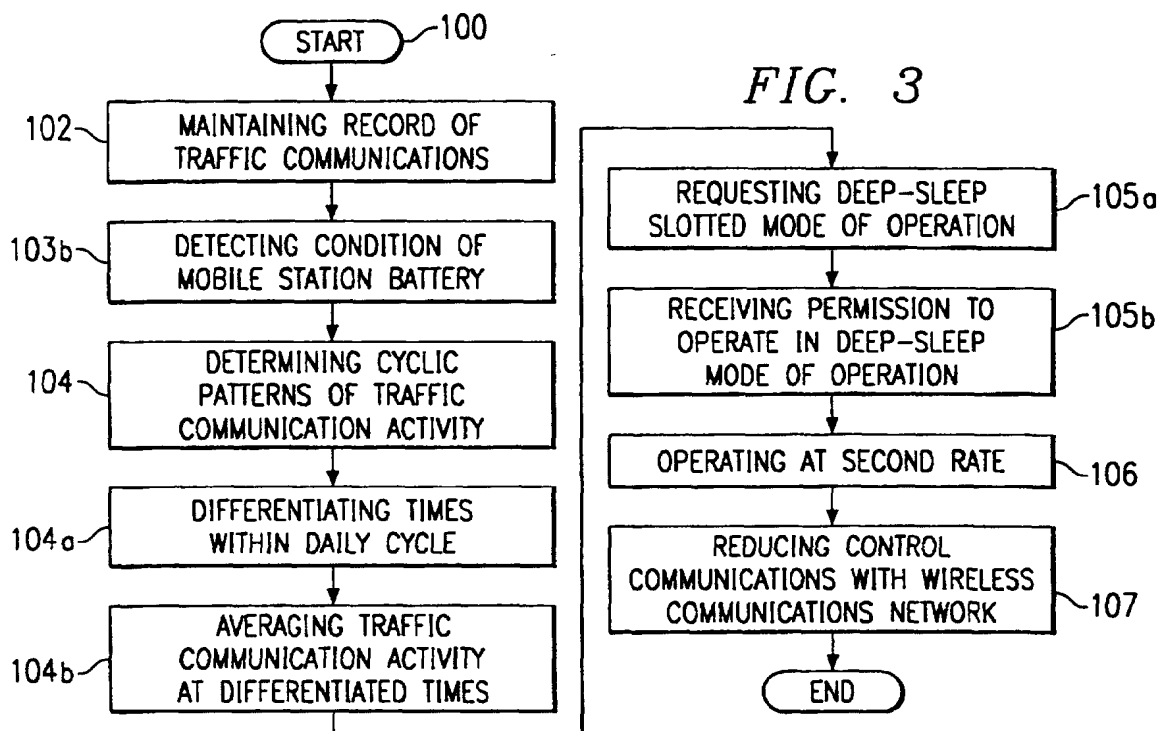 START
100
FIG. 3
102
MAINTAINING RECORD OF
TRAFFIC COMMUNICATIONS
103b
DETECTING CONDITION OF
MOBILE STATION BATTERY
104
DETERMINING CYCLIC
PATTERNS OF TRAFFIC
COMMUNICATION ACTIVITY
104a
DIFFERENTIATING TIMES
WITHIN DAILY CYCLE
104b
AVERAGING TRAFFIC
COMMUNICATION ACTIVITY
AT DIFFERENTIATED TIMES
REQUESTING DEEP-SLEEP
SLOTTED MODE OF OPERATION
105a
RECEIVING PERMISSION TO
OPERATE IN DEEP-SLEEP
MODE OF OPERATION
105b
OPERATING AT SECOND RATE
106
REDUCING CONTROL
COMMUNICATIONS WITH WIRELESS
COMMUNICATIONS NETWORK
107
END